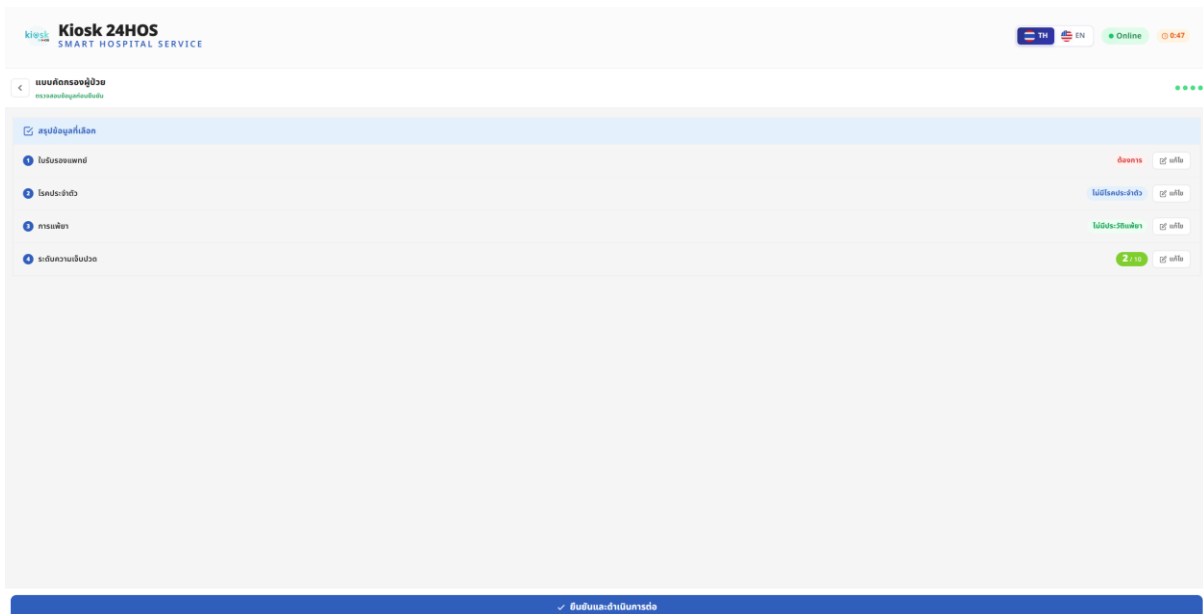 kiosk
Kiosk 24HOS
SMART HOSPITAL SERVICE
TH EN Online 0:47
แบบคัดกรองผู้ป่วย
ตรวจสอบข้อมูลก่อนยืนยัน
สรุปข้อมูลที่เลือก
1 ใบรับรองแพทย์ ต้องการ แก้ไข
2 โรคประจำตัว ไม่มีโรคประจำตัว แก้ไข
3 การแพ้ยา ไม่มีประวัติแพ้ยา แก้ไข
4 ระดับความเจ็บปวด 2 / 10 แก้ไข
ยืนยันและดำเนินการต่อ